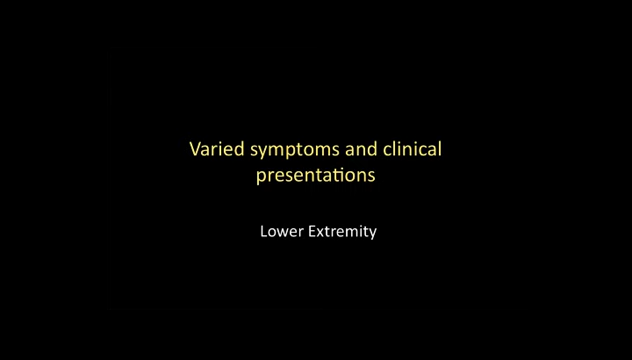 Varied symptoms and clinical
presentations
Lower Extremity